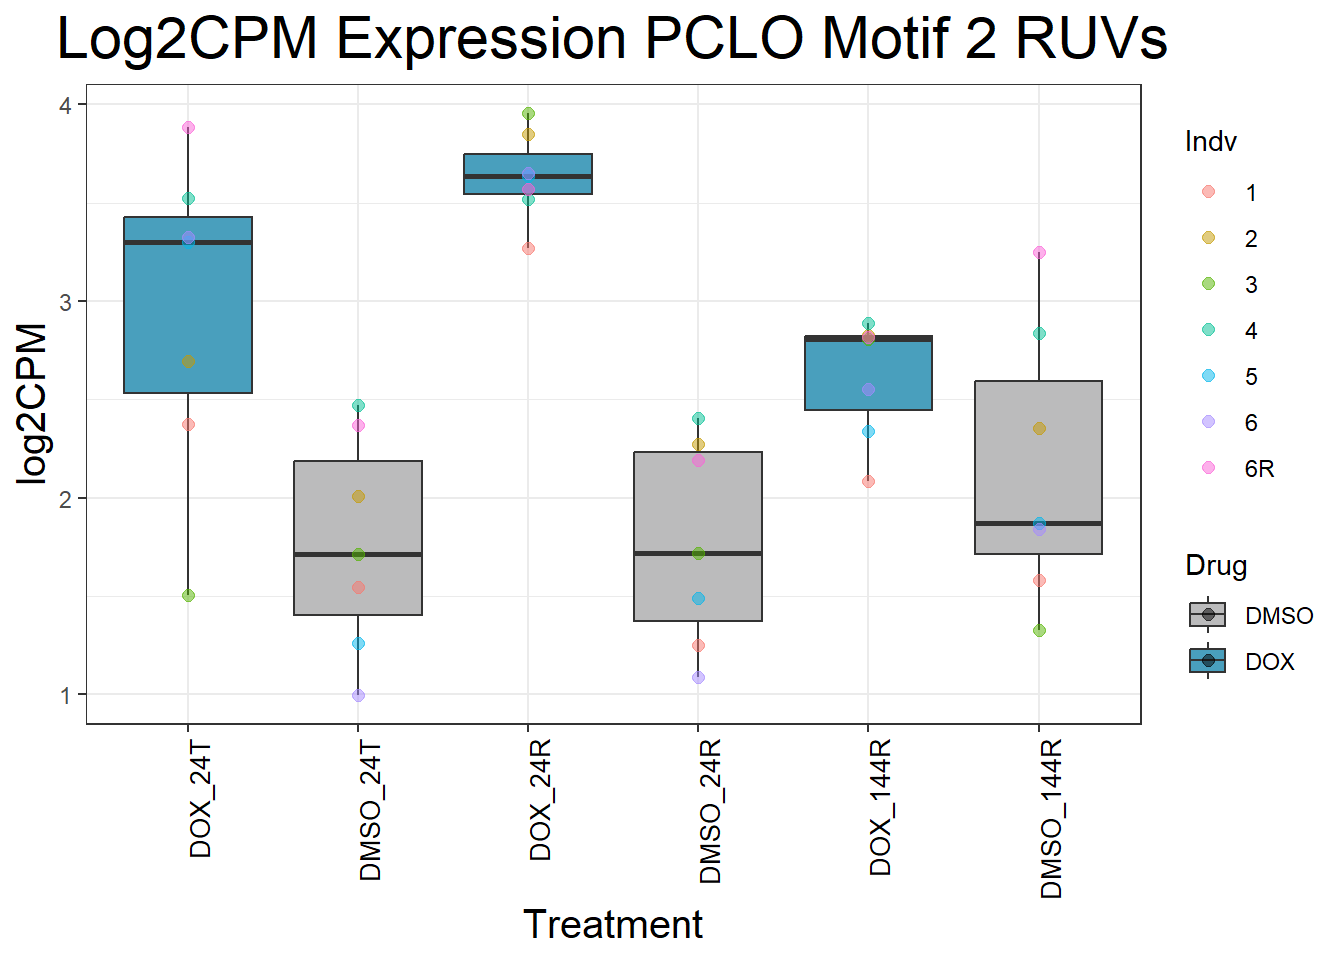 Log2CPM Expression PCLO Motif 2 RUVs
log2CPM
4
3
2
1
DOX_24T
DMSO_24T
DOX_24R
DMSO_24R
DOX_144R
DMSO_144R
Treatment
Indv
1
2
3
4
5
6
6R
Drug
DMSO
DOX